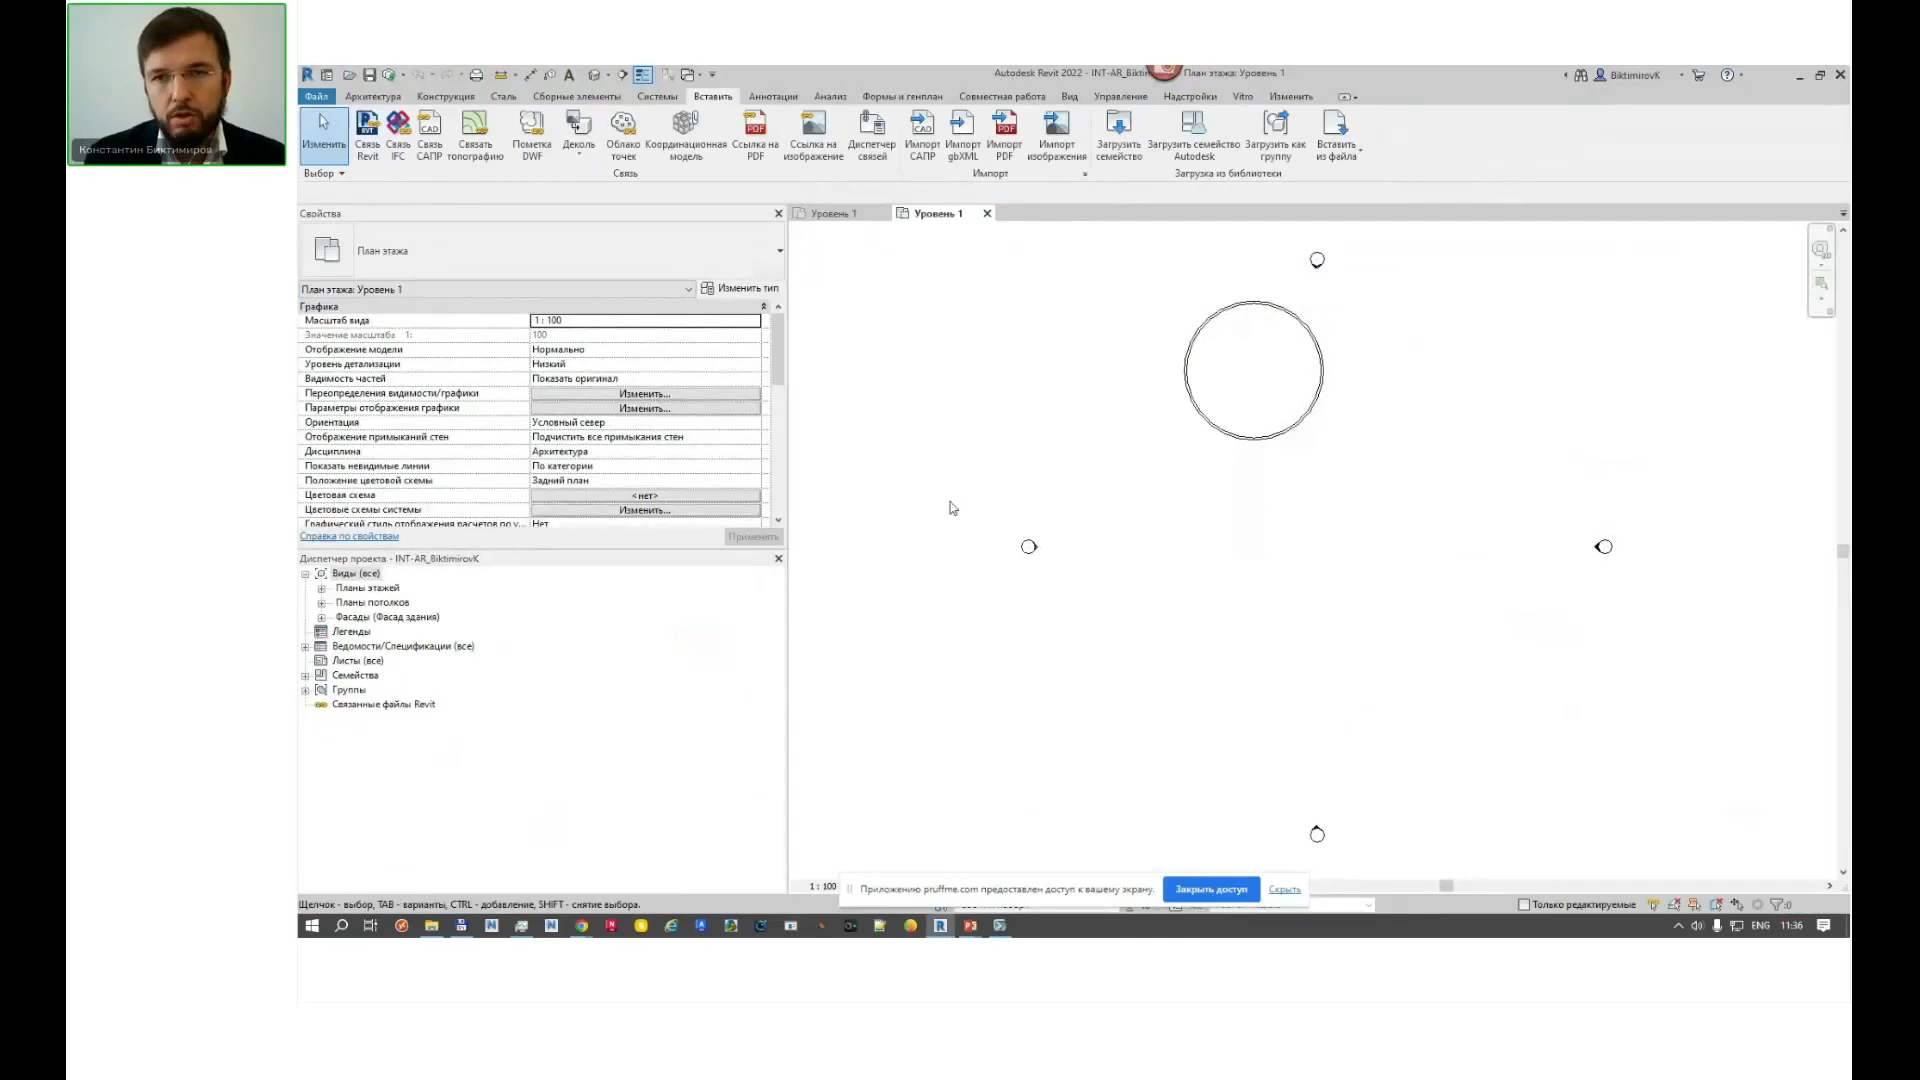 Константин Биктимиров
Autodesk Revit 2022 - INT-AR_Biktim
План этажа: Уровень 1
BiktimirovK
Файл Архитектура Конструкция Сталь Сборные элементы Системы Вставить Аннотации Анализ Формы и генплан Совместная работа Вид Управление Надстройки Vitro Изменить
Изменить
Связь Revit
Связь IFC
Связь САПР
Связать топографию
Пометка DWF
Деколь
Облако точек
Координационная модель
Ссылка на PDF
Ссылка на изображение
Диспетчер связей
Импорт САПР
Импорт gbXML
Импорт PDF
Импорт изображения
Загрузить семейство
Загрузить семейство Autodesk
Загрузить как группу
Вставить из файла
Выбор
Связь
Импорт
Загрузка из библиотеки
Свойства
Уровень 1
Уровень 1
План этажа
План этажа: Уровень 1
Изменить тип
Графика
Масштаб вида 1 : 100
Значение масштаба 1: 100
Отображение модели Нормально
Уровень детализации Низкий
Видимость частей Показать оригинал
Переопределения видимости/графики Изменить...
Параметры отображения графики Изменить...
Ориентация Условный север
Отображение примыканий стен Подчистить все примыкания стен
Дисциплина Архитектура
Показать невидимые линии По категории
Положение цветовой схемы Задний план
Цветовая схема <нет>
Цветовые схемы системы Изменить...
Графический стиль отображения расчетов по у... Нет
Справка по свойствам
Применить
Диспетчер проекта - INT-AR_BiktimirovK
Виды (все)
Планы этажей
Планы потолков
Фасады (Фасад здания)
Легенды
Ведомости/Спецификации (все)
Листы (все)
Семейства
Группы
Связанные файлы Revit
1 : 100
Приложению pruffme.com предоставлен доступ к вашему экрану.
Закрыть доступ
Скрыть
Щелчок - выбор, TAB - варианты, CTRL - добавление, SHIFT - снятие выбора.
Только редактируемые
:0
ENG
11:36